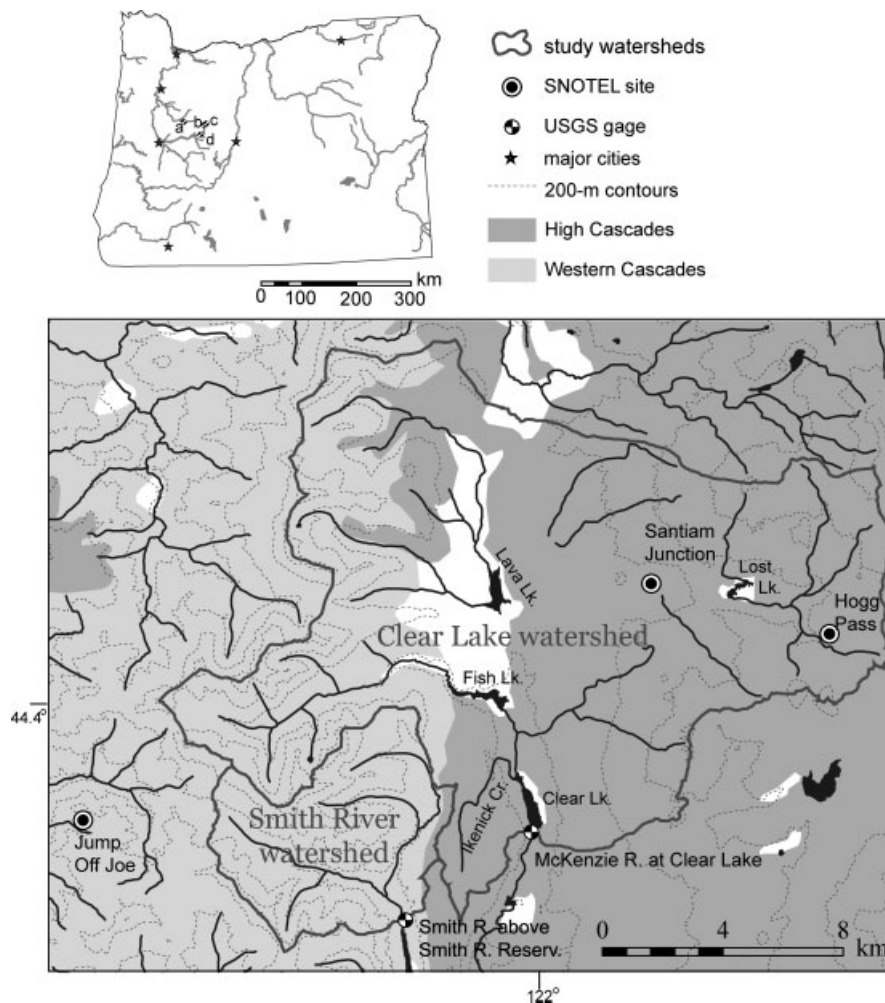 a
b
c
d
study watersheds
SNOTEL site
USGS gage
major cities
200-m contours
High Cascades
Western Cascades
km
0 100 200 300
Santiam
Junction
Lost
Lk.
Hogg
Pass
Lava Lk.
Clear Lake watershed
Fish Lk.
44.4°
Clear Lk.
Ikenick Cr.
Smith River
watershed
Jump
Off Joe
McKenzie R. at Clear Lake
Smith R. above
Smith R. Reserv.
0 4 8
km
122°